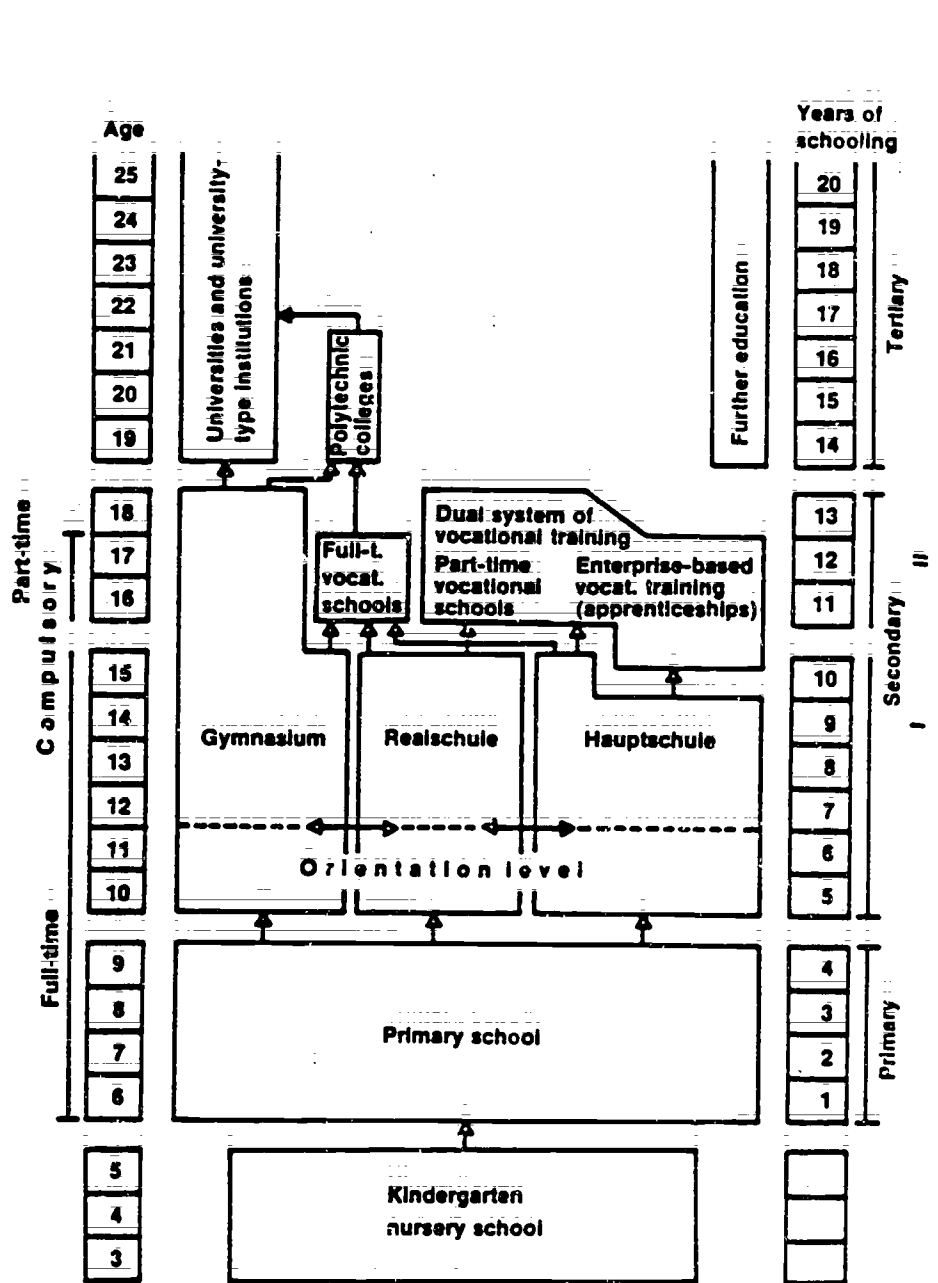 Age
Years of
schooling
25
24
23
22
21
20
19
18
17
16
15
14
13
12
11
10
9
8
7
6
5
4
3
Part-time
Campulsory
Full-time
Universities and university-
type institutions
Polytechnic
colleges
Further education
Full-t.
vocat.
schools
Dual system of
vocational training
Part-time
vocational
schools
Enterprise-based
vocat. training
(apprenticeships)
Gymnasium
Realschule
Hauptschule
Orientation level
Primary school
Kindergarten
nursery school
20
19
18
17
16
15
14
13
12
11
10
9
8
7
6
5
4
3
2
1
Tertiary
Secondary
II
I
Primary